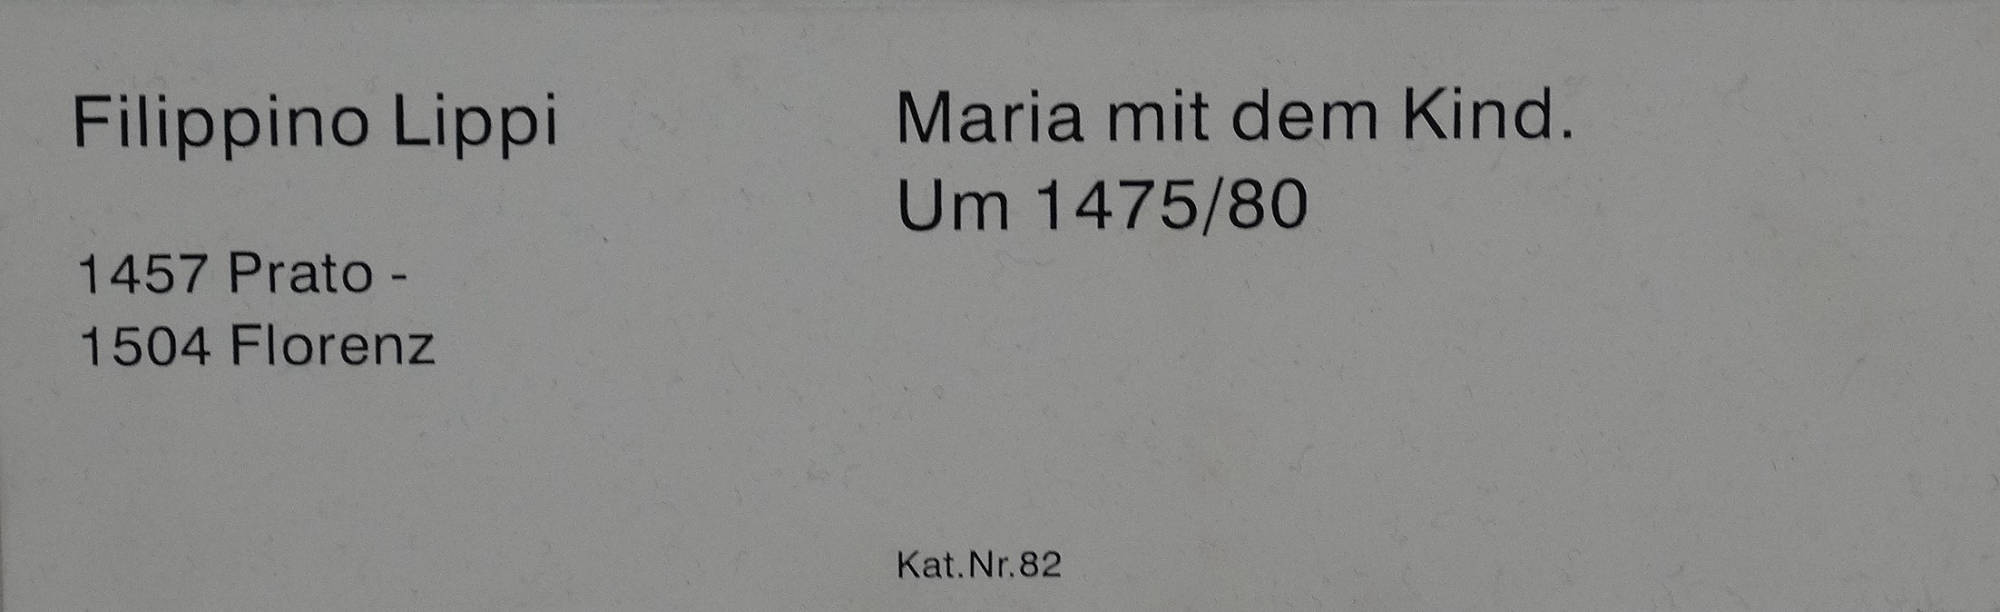 Filippino Lippi
1457 Prato -
1504 Florenz
Maria mit dem Kind.
Um 1475/80
Kat.Nr.82